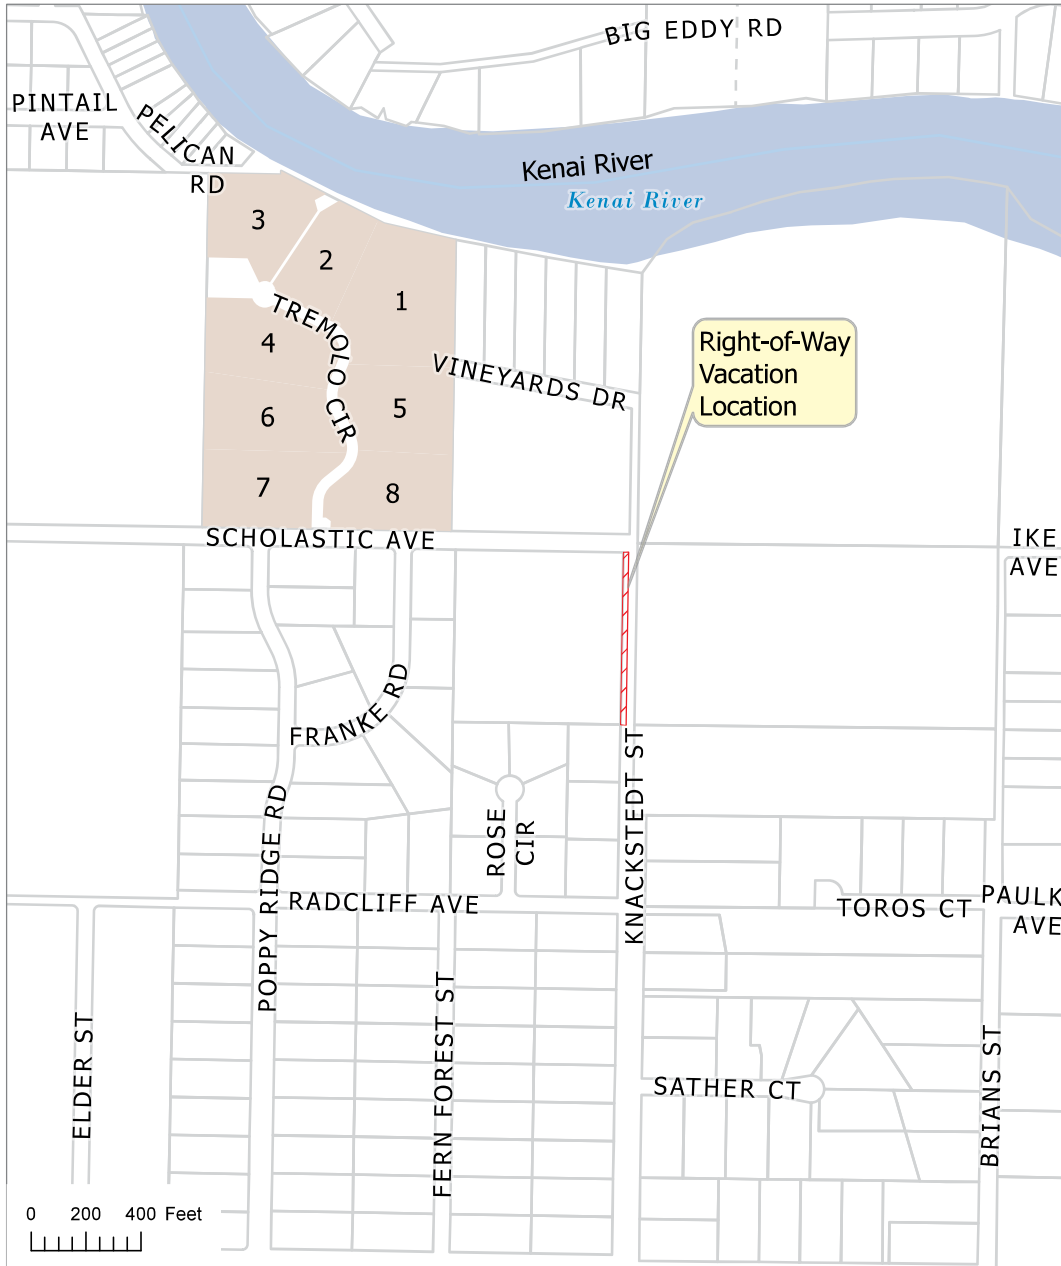 BIG EDDY RD
PINTAIL
AVE
PELICAN
RD
Kenai River
Kenai River
3
2
1
TREMOLO CIR
4
VINEYARDS DR
Right-of-Way
Vacation
Location
6
5
7
8
SCHOLASTIC AVE
IKE
AVE
FRANKE RD
POPPY RIDGE RD
ROSE
CIR
KNACKSTEDT ST
RADCLIFF AVE
TOROS CT
PAULK
AVE
ELDER ST
FERN FOREST ST
SATHER CT
BRIANS ST
0 200 400 Feet